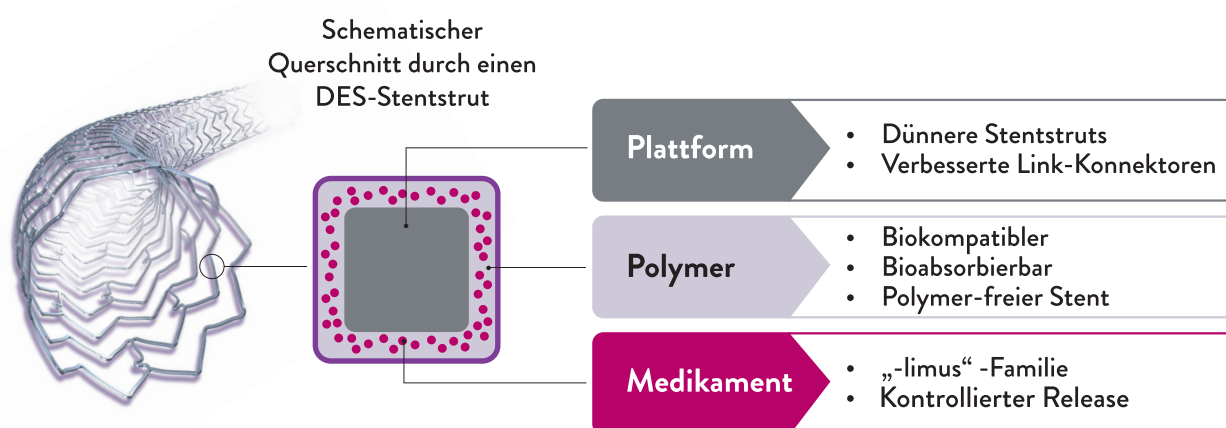 Schematischer
Querschnitt durch einen
DES-Stentstrut
Plattform
• Dünnere Stentstruts
• Verbesserte Link-Konnektoren
Polymer
• Biokompatibler
• Bioabsorbierbar
• Polymer-freier Stent
Medikament
• „-limus“ -Familie
• Kontrollierter Release